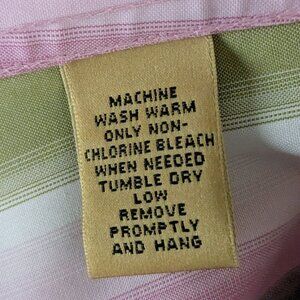 MACHINE
WASH WARM
ONLY NON-
CHLORINE BLEACH
WHEN NEEDED
TUMBLE DRY
LOW
REMOVE
PROMPTLY
AND HANG